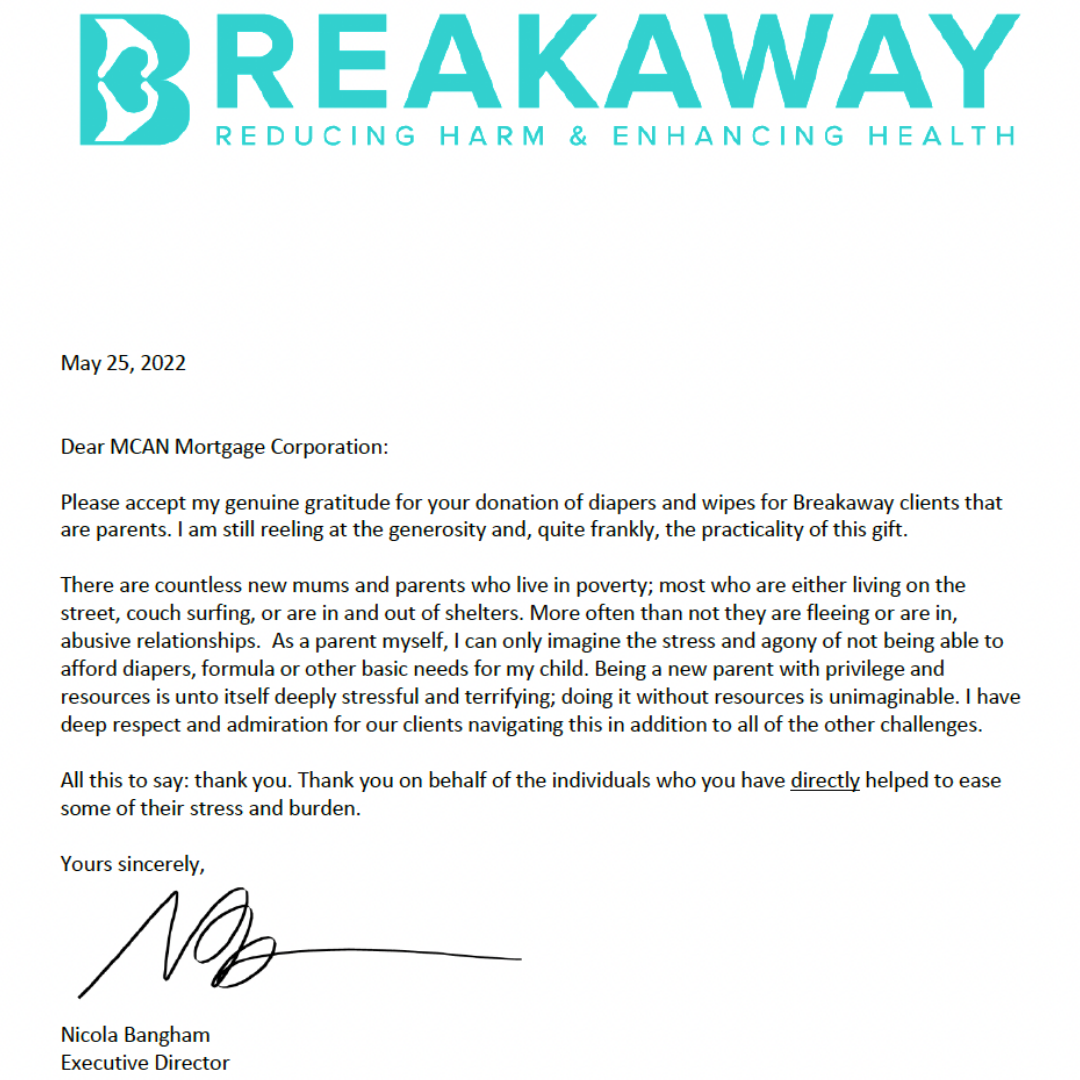 BREAKAWAY
REDUCING HARM & ENHANCING HEALTH
May 25, 2022
Dear MCAN Mortgage Corporation:
Please accept my genuine gratitude for your donation of diapers and wipes for Breakaway clients that
are parents. I am still reeling at the generosity and, quite frankly, the practicality of this gift.
There are countless new mums and parents who live in poverty; most who are either living on the
street, couch surfing, or are in and out of shelters. More often than not they are fleeing or are in,
abusive relationships.  As a parent myself, I can only imagine the stress and agony of not being able to
afford diapers, formula or other basic needs for my child. Being a new parent with privilege and
resources is unto itself deeply stressful and terrifying; doing it without resources is unimaginable. I have
deep respect and admiration for our clients navigating this in addition to all of the other challenges.
All this to say: thank you. Thank you on behalf of the individuals who you have directly helped to ease
some of their stress and burden.
Yours sincerely,
Nicola Bangham
Executive Director